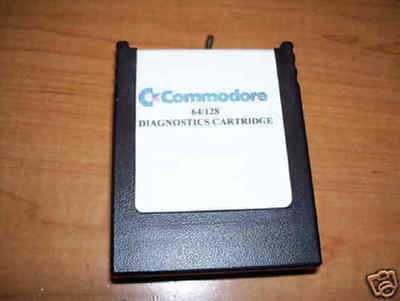 Commodore
64/128
DIAGNOSTICS CARTRIDGE